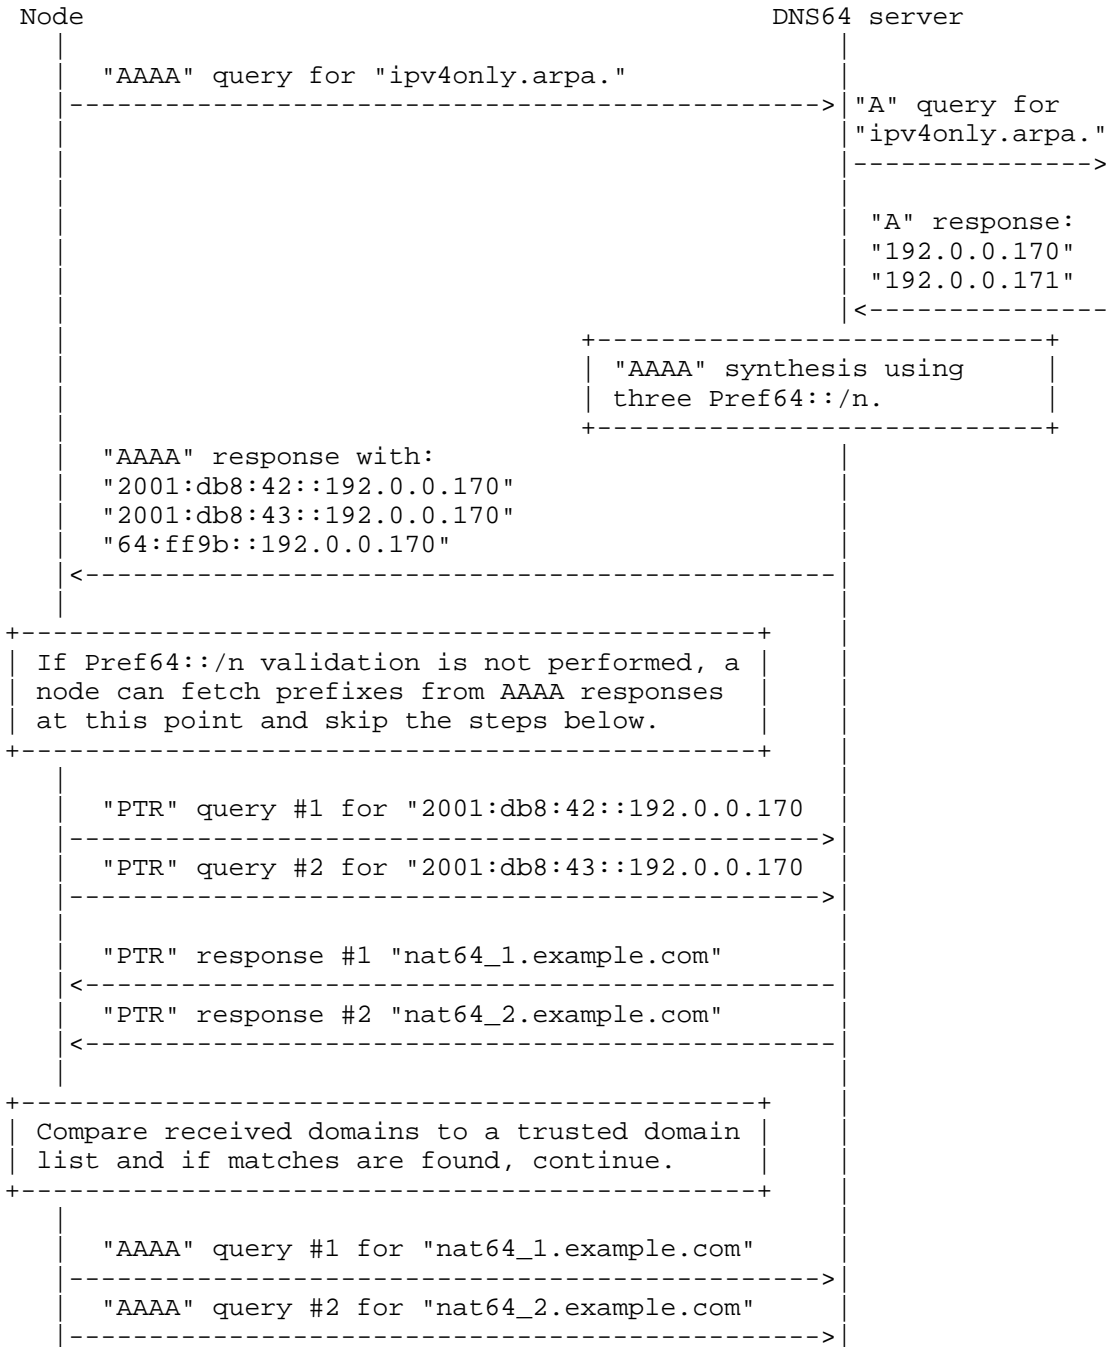 Node DNS64 server
"AAAA" query for "ipv4only.arpa."
"A" query for
"ipv4only.arpa."
"A" response:
"192.0.0.170"
"192.0.0.171"
"AAAA" synthesis using
three Pref64::/n.
"AAAA" response with:
"2001:db8:42::192.0.0.170"
"2001:db8:43::192.0.0.170"
"64:ff9b::192.0.0.170"
If Pref64::/n validation is not performed, a
node can fetch prefixes from AAAA responses
at this point and skip the steps below.
"PTR" query #1 for "2001:db8:42::192.0.0.170
"PTR" query #2 for "2001:db8:43::192.0.0.170
"PTR" response #1 "nat64_1.example.com"
"PTR" response #2 "nat64_2.example.com"
Compare received domains to a trusted domain
list and if matches are found, continue.
"AAAA" query #1 for "nat64_1.example.com"
"AAAA" query #2 for "nat64_2.example.com"